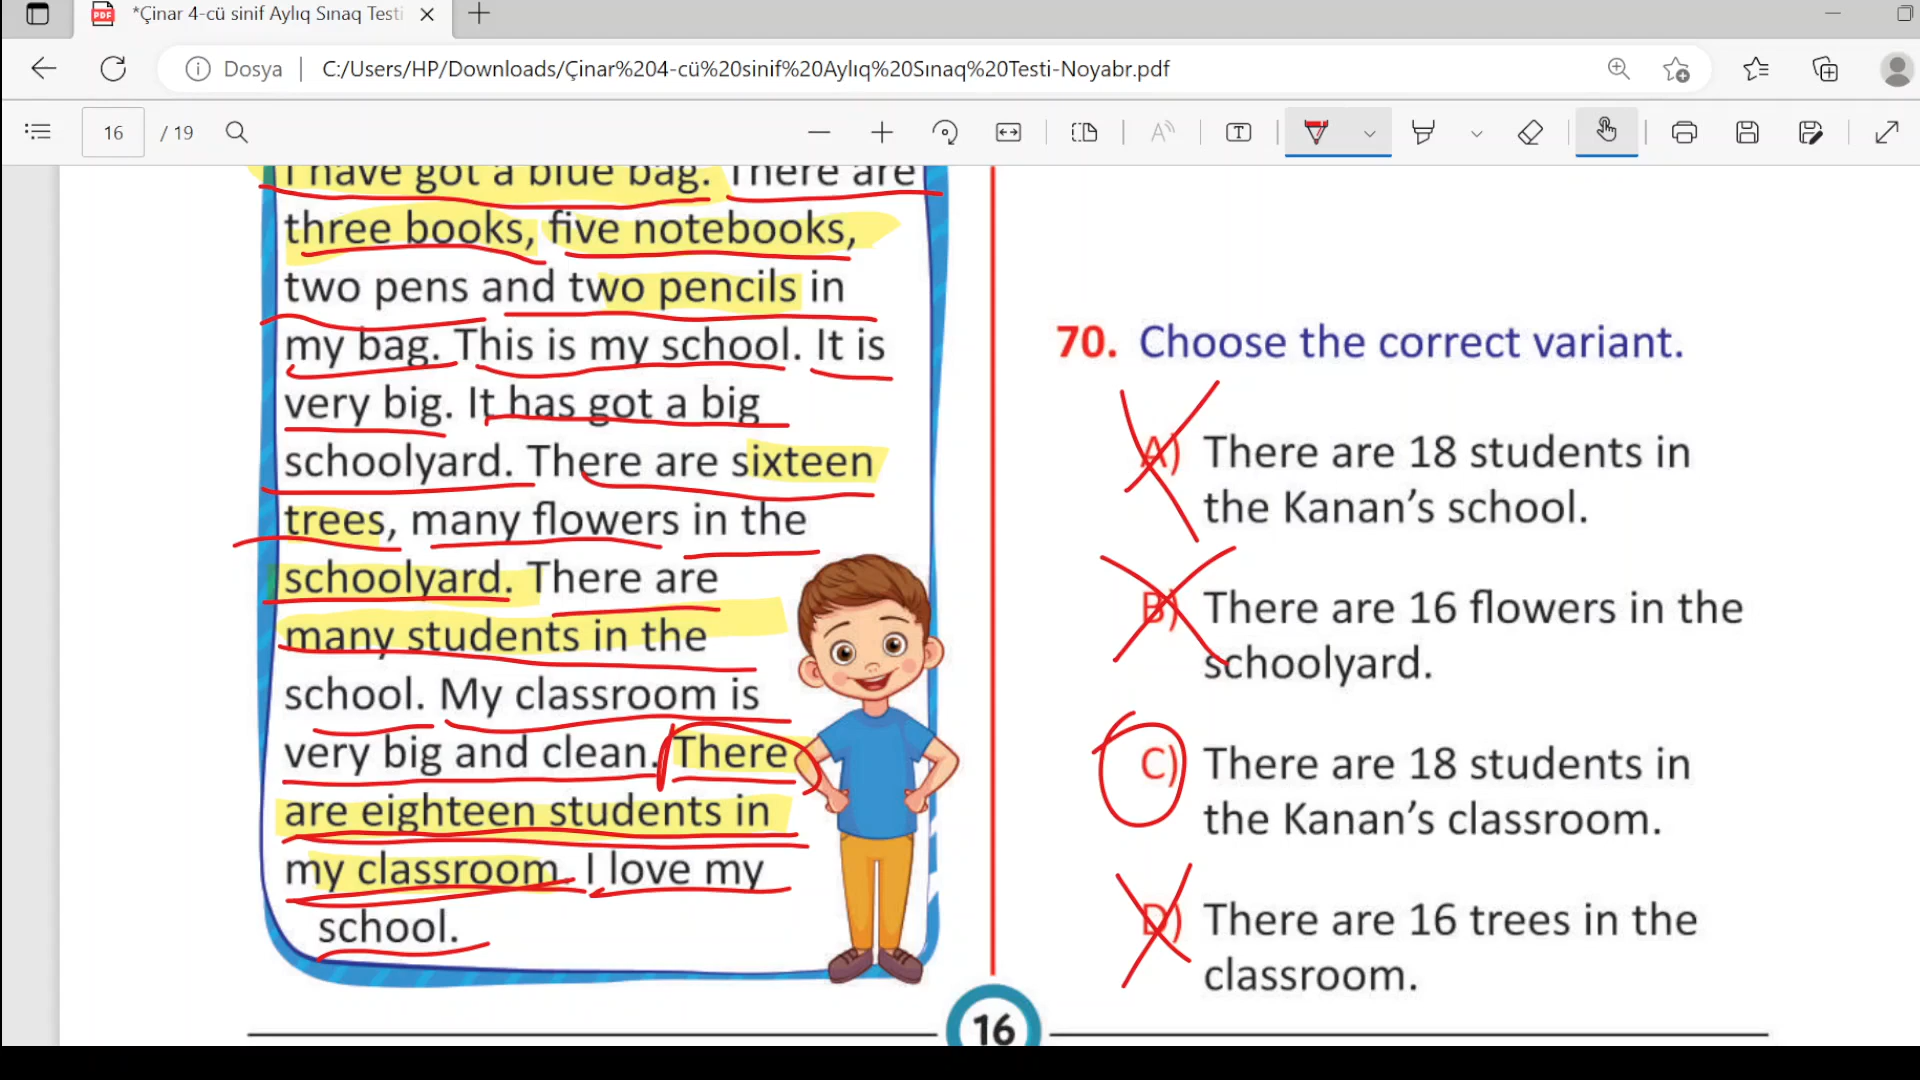 *Çinar 4-cü sinif Aylıq Sınaq Testi
Dosya
C:/Users/HP/Downloads/Çinar%204-cü%20sinif%20Aylıq%20Sınaq%20Testi-Noyabr.pdf
16 / 19
I have got a blue bag. There are
three books, five notebooks,
two pens and two pencils in
my bag. This is my school. It is
very big. It has got a big
schoolyard. There are sixteen
trees, many flowers in the
schoolyard. There are
many students in the
school. My classroom is
very big and clean. There
are eighteen students in
my classroom. I love my
school.
70. Choose the correct variant.
A) There are 18 students in
the Kanan's school.
B) There are 16 flowers in the
schoolyard.
C) There are 18 students in
the Kanan's classroom.
D) There are 16 trees in the
classroom.
16